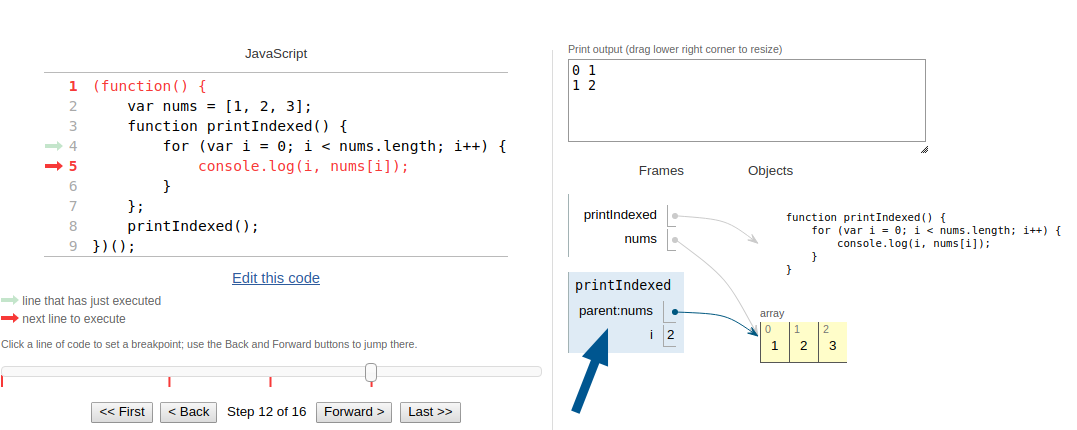 JavaScript
1 (function() {
2     var nums = [1, 2, 3];
3     function printIndexed() {
4         for (var i = 0; i < nums.length; i++) {
5             console.log(i, nums[i]);
6         }
7     };
8     printIndexed();
9 })();
Edit this code
line that has just executed
next line to execute
Click a line of code to set a breakpoint; use the Back and Forward buttons to jump there.
<< First
< Back
Step 12 of 16
Forward >
Last >>
Print output (drag lower right corner to resize)
0 1
1 2
Frames
Objects
printIndexed
nums
function printIndexed() {
    for (var i = 0; i < nums.length; i++) {
        console.log(i, nums[i]);
    }
}
printIndexed
parent:nums
i 2
array
0 1 2
1 2 3